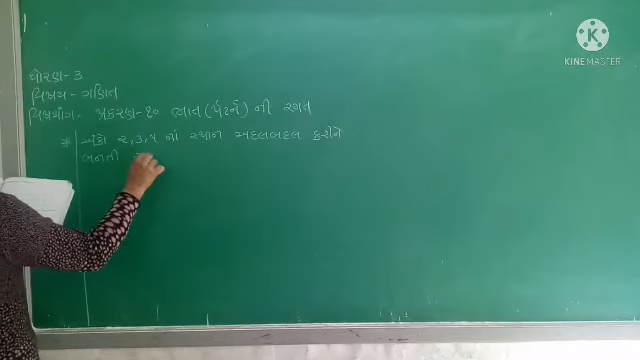 KINEMASTER
ધોરણ- ૩
વિષય - ગણિત
વિષયાંગ- પ્રકરણ-૧૦ ભાત (પેટર્ન) ની રમત
* અંકો ૨,૩,૫ નાં સ્થાન અદલબદલ કરીને
બનતી